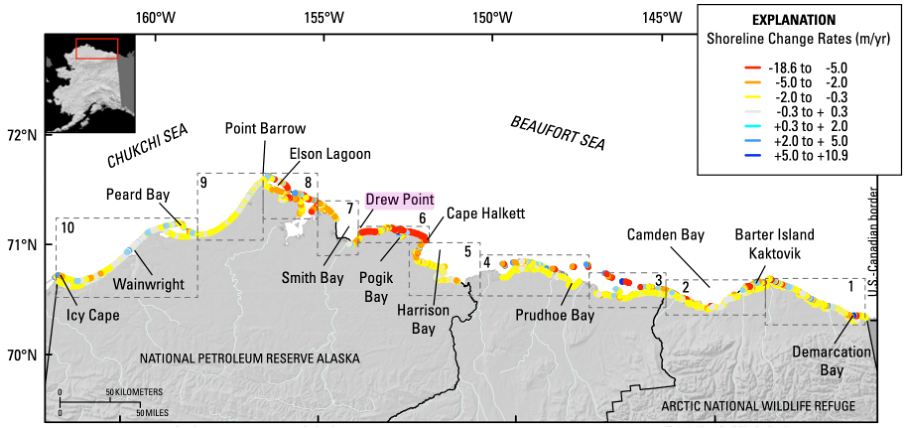 160°W
155°W
150°W
145°W
EXPLANATION
Shoreline Change Rates (m/yr)
-18.6 to -5.0
-5.0 to -2.0
-2.0 to -0.3
-0.3 to + 0.3
+0.3 to + 2.0
+2.0 to + 5.0
+5.0 to +10.9
72°N
71°N
70°N
CHUKCHI SEA
BEAUFORT SEA
Point Barrow
Elson Lagoon
Peard Bay
9
8
Drew Point
7
6
Cape Halkett
10
5
4
Camden Bay
Barter Island
Kaktovik
U.S.-Canadian border
3
2
1
Wainwright
Smith Bay
Pogik
Bay
Icy Cape
Harrison
Bay
Prudhoe Bay
Demarcation
Bay
NATIONAL PETROLEUM RESERVE ALASKA
ARCTIC NATIONAL WILDLIFE REFUGE
0 50 KILOMETERS
0 50 MILES